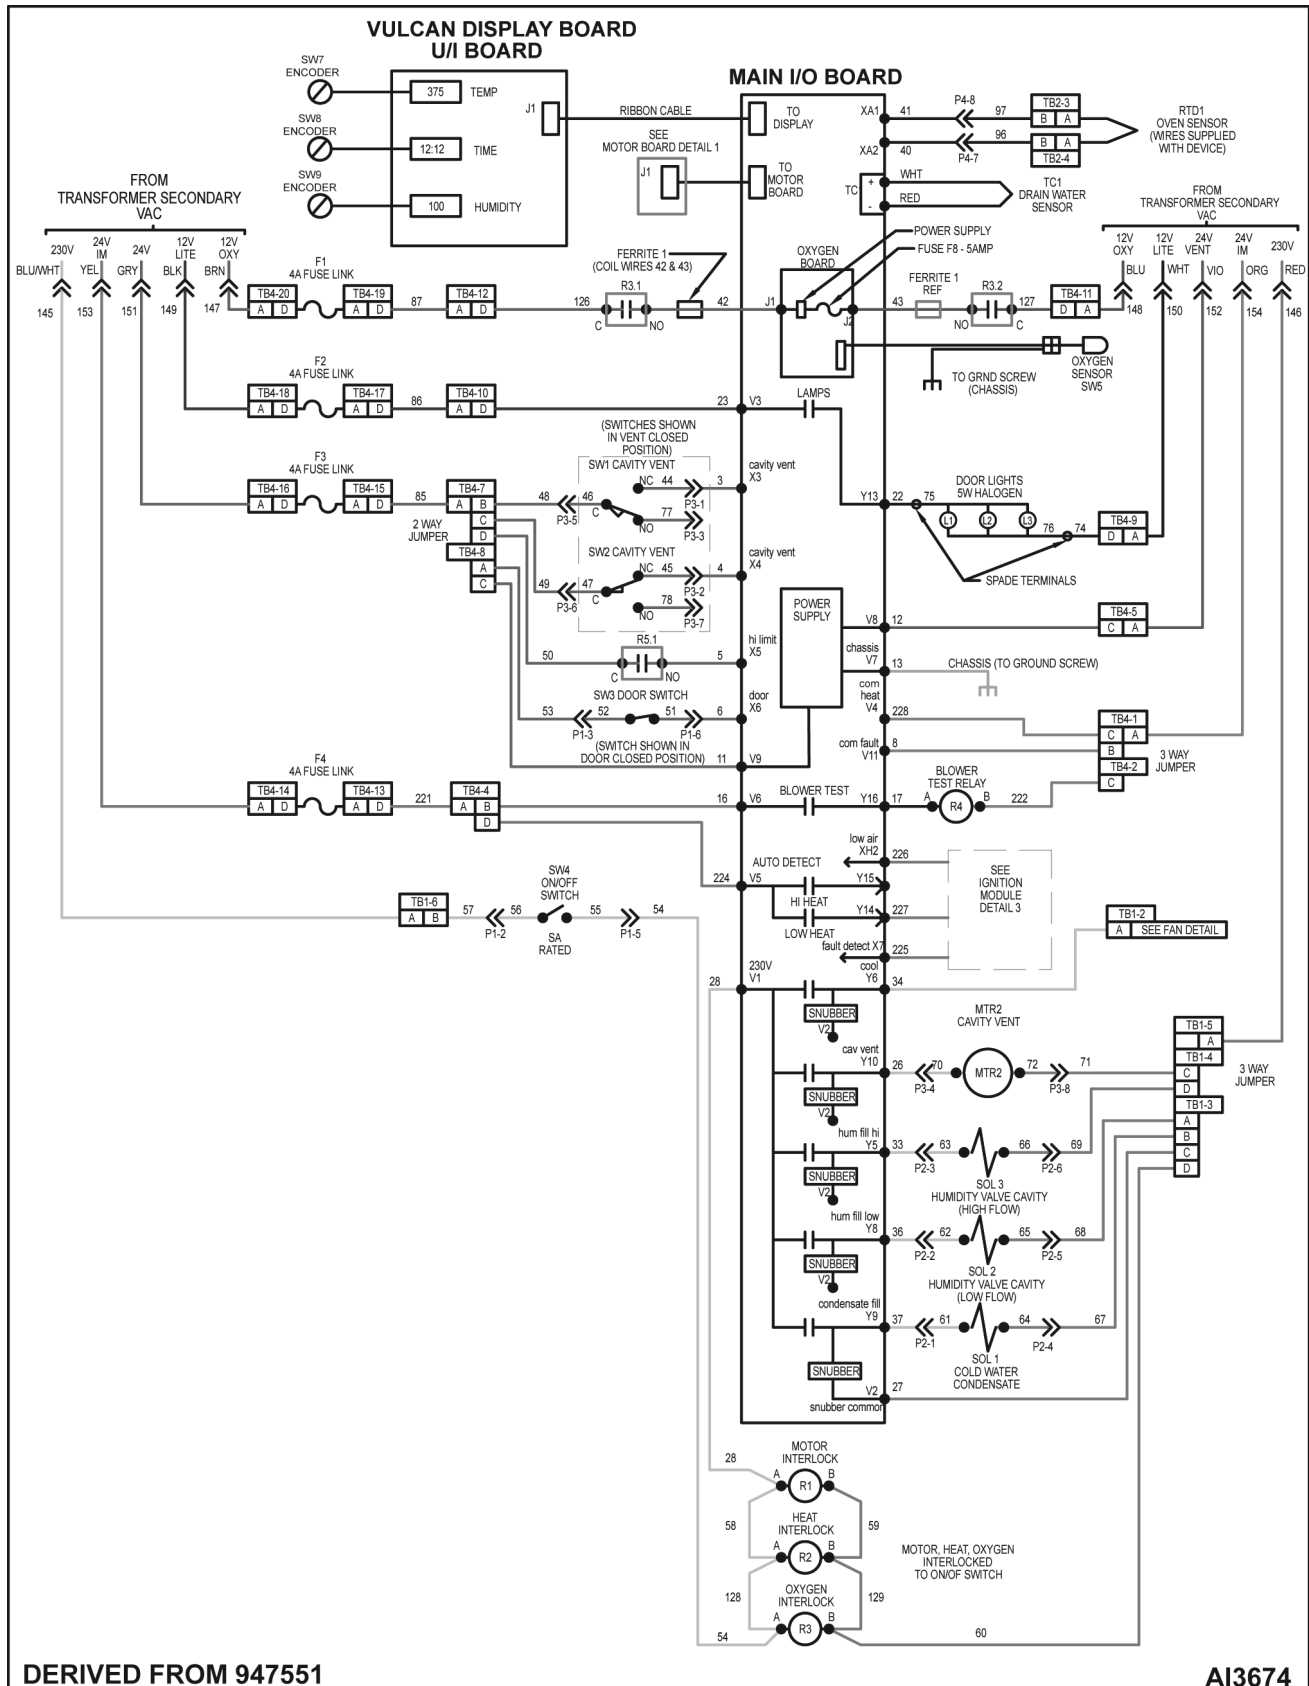 VULCAN DISPLAY BOARD
U/I BOARD
MAIN I/O BOARD
SW7
ENCODER
375
TEMP
SW8
ENCODER
12:12
TIME
SW9
ENCODER
100
HUMIDITY
J1
RIBBON CABLE
TO
DISPLAY
SEE
MOTOR BOARD DETAIL 1
J1
TO
MOTOR
BOARD
XA1
41
P4-8
97
TB2-3
B A
XA2
40
P4-7
96
B A
TB2-4
RTD1
OVEN SENSOR
(WIRES SUPPLIED
WITH DEVICE)
TC
+
-
WHT
RED
TC1
DRAIN WATER
SENSOR
FROM
TRANSFORMER SECONDARY
VAC
230V
24V
IM
24V
12V
LITE
12V
OXY
BLU/WHT
YEL
GRY
BLK
BRN
145
153
151
149
147
FROM
TRANSFORMER SECONDARY
VAC
12V
OXY
12V
LITE
24V
VENT
24V
IM
230V
BLU
WHT
VIO
ORG
RED
148
150
152
154
146
F1
4A FUSE LINK
TB4-20
A D
TB4-19
A D
87
TB4-12
A D
126
R3.1
C
NO
FERRITE 1
(COIL WIRES 42 & 43)
42
J1
OXYGEN
BOARD
POWER SUPPLY
FUSE F8 - 5AMP
J2
43
FERRITE 1
REF
R3.2
NO
C
127
TB4-11
D A
TO GRND SCREW
(CHASSIS)
OXYGEN
SENSOR
SW5
F2
4A FUSE LINK
TB4-18
A D
TB4-17
A D
86
TB4-10
A D
23
V3
LAMPS
F3
4A FUSE LINK
TB4-16
A D
TB4-15
A D
85
TB4-7
A B
C
D
TB4-8
A
C
2 WAY
JUMPER
(SWITCHES SHOWN
IN VENT CLOSED
POSITION)
SW1 CAVITY VENT
48
P3-5
46
C
NC
44
P3-1
3
cavity vent
X3
NO
77
P3-3
SW2 CAVITY VENT
49
P3-6
47
C
NC
45
P3-2
4
cavity vent
X4
NO
78
P3-7
50
R5.1
C
NO
5
hi limit
X5
SW3 DOOR SWITCH
53
P1-3
52
51
P1-6
6
door
X6
(SWITCH SHOWN IN
DOOR CLOSED POSITION)
11
V9
Y13
22
75
DOOR LIGHTS
5W HALOGEN
L1
L2
L3
76
74
TB4-9
D A
SPADE TERMINALS
POWER
SUPPLY
V8
12
TB4-5
C A
chassis
V7
13
CHASSIS (TO GROUND SCREW)
com
heat
V4
228
TB4-1
C A
B
TB4-2
C
3 WAY
JUMPER
com fault
V11
8
F4
4A FUSE LINK
TB4-14
A D
TB4-13
A D
221
TB4-4
A B
D
16
V6
BLOWER TEST
Y16
17
BLOWER
TEST RELAY
A
R4
B
222
low air
XH2
226
AUTO DETECT
224
V5
Y15
HI HEAT
Y14
227
LOW HEAT
fault detect X7
225
SEE
IGNITION
MODULE
DETAIL 3
TB1-6
A B
57
P1-2
56
SW4
ON/OFF
SWITCH
5A
RATED
55
P1-5
54
TB1-2
A SEE FAN DETAIL
28
230V
V1
cool
Y6
34
SNUBBER
V2
MTR2
CAVITY VENT
cav vent
Y10
26
70
P3-4
MTR2
72
P3-8
71
SNUBBER
V2
TB1-5
A
TB1-4
C
D
TB1-3
A
B
C
D
3 WAY
JUMPER
hum fill hi
Y5
33
63
P2-3
66
P2-6
69
SNUBBER
V2
SOL 3
HUMIDITY VALVE CAVITY
(HIGH FLOW)
hum fill low
Y8
36
62
P2-2
65
P2-5
68
SNUBBER
V2
SOL 2
HUMIDITY VALVE CAVITY
(LOW FLOW)
condensate fill
Y9
37
61
P2-1
64
P2-4
67
SNUBBER
SOL 1
COLD WATER
CONDENSATE
V2
27
snubber commor
28
MOTOR
INTERLOCK
A
R1
B
58
59
HEAT
INTERLOCK
A
R2
B
128
129
OXYGEN
INTERLOCK
A
R3
B
54
60
MOTOR, HEAT, OXYGEN
INTERLOCKED
TO ON/OF SWITCH
DERIVED FROM 947551
AI3674